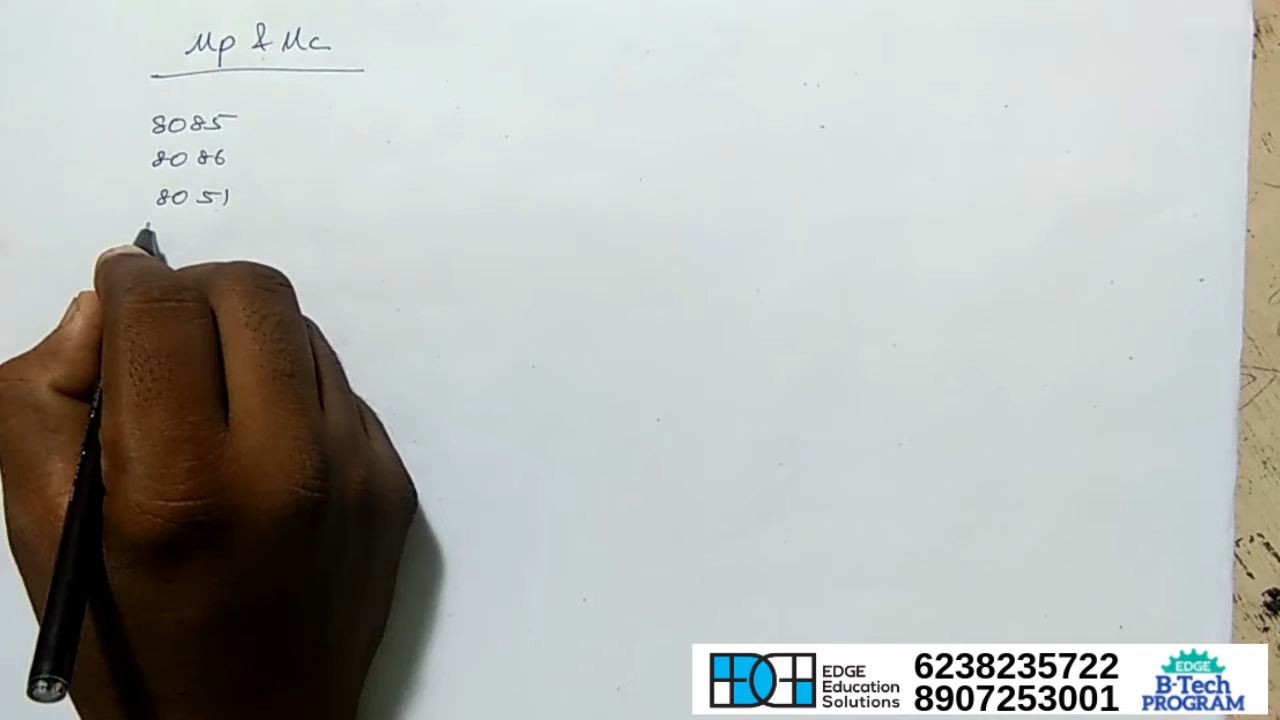 Mp & Mc
8085
8086
8051
EDGE
Education
Solutions
6238235722
8907253001
EDGE
B-Tech
PROGRAM